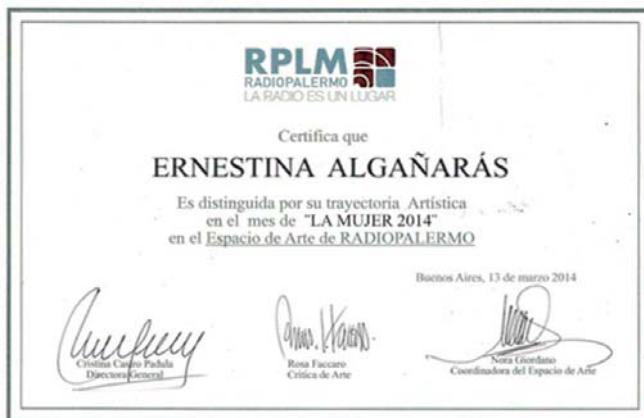 RPLM
RADIOPALERMO
LA RADIO ES UN LUGAR
Certifica que
ERNESTINA ALGAÑARÁS
Es distinguida por su trayectoria Artística
en el mes de "LA MUJER 2014"
en el Espacio de Arte de RADIOPALERMO
Buenos Aires, 13 de marzo 2014
Cristina Castro Padula
Directora General
Rosa Faccaro
Crítica de Arte
Nora Giordano
Coordinadora del Espacio de Arte